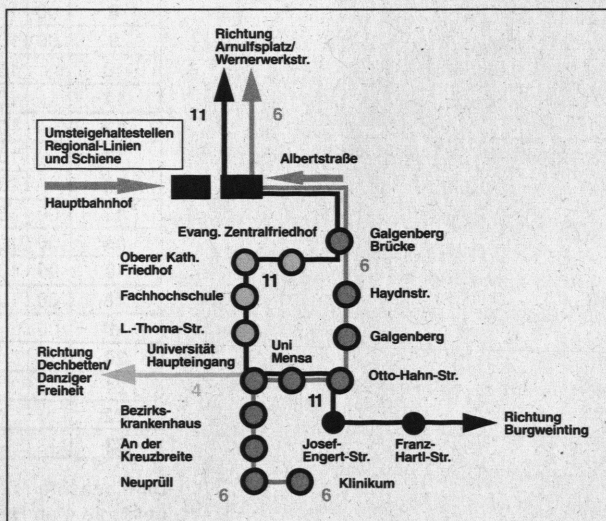 Richtung
Arnulfsplatz/
Wernerwerkstr.
11
6
Umsteigehaltestellen
Regional-Linien
und Schiene
Albertstraße
Hauptbahnhof
Evang. Zentralfriedhof
Galgenberg
Brücke
Oberer Kath.
Friedhof
11
6
Fachhochschule
Haydnstr.
L.-Thoma-Str.
Galgenberg
Richtung
Dechbetten/
Danziger
Freiheit
Universität
Haupteingang
Uni
Mensa
4
Otto-Hahn-Str.
11
Bezirks-
krankenhaus
Richtung
Burgweinting
An der
Kreuzbreite
Josef-
Engert-Str.
Franz-
Hartl-Str.
Neuprüll
6
6
Klinikum